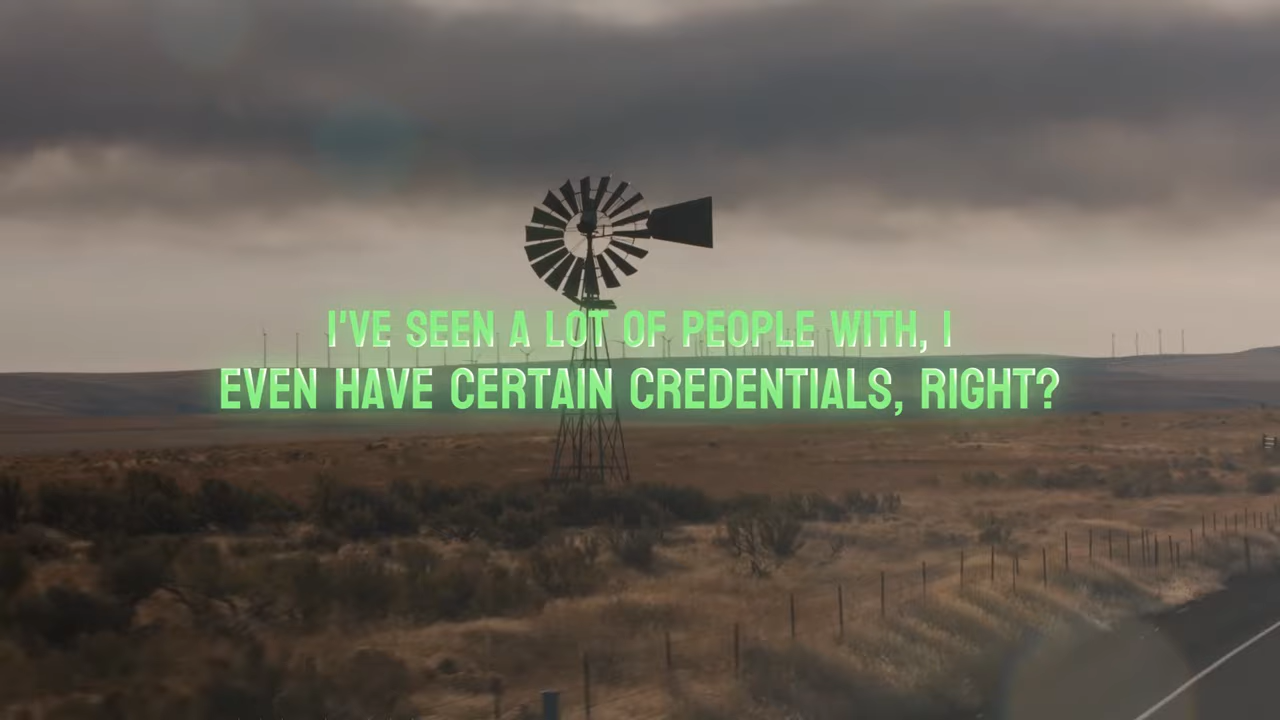 I'VE SEEN A LOT OF PEOPLE WITH, I
EVEN HAVE CERTAIN CREDENTIALS, RIGHT?